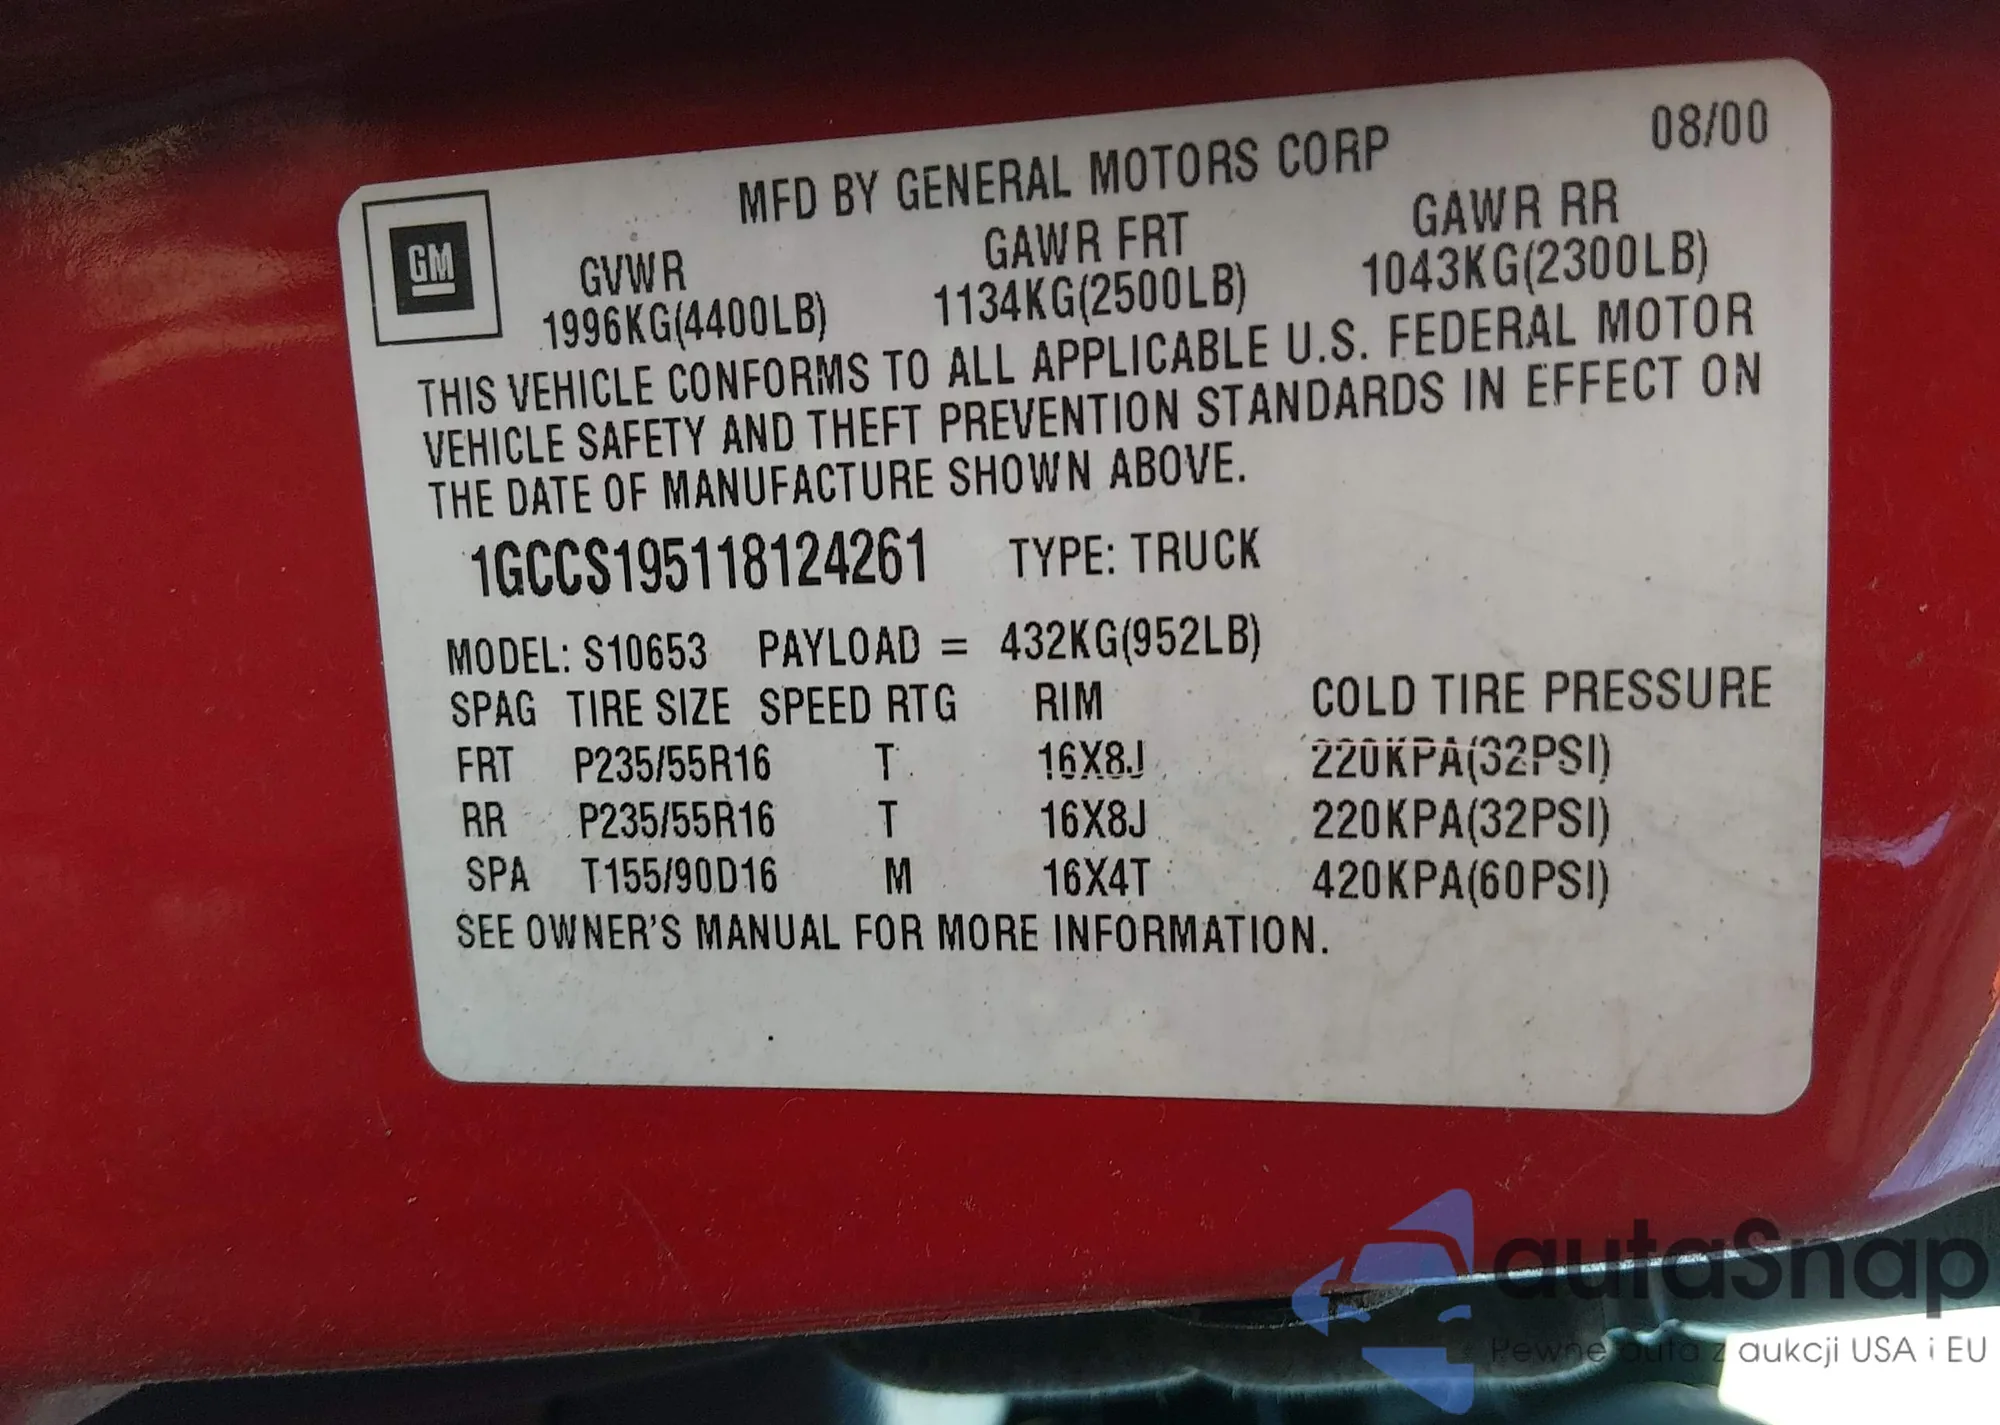 08/00
MFD BY GENERAL MOTORS CORP
GM
GVWR GAWR FRT GAWR RR
1996KG(4400LB) 1134KG(2500LB) 1043KG(2300LB)
THIS VEHICLE CONFORMS TO ALL APPLICABLE U.S. FEDERAL MOTOR
VEHICLE SAFETY AND THEFT PREVENTION STANDARDS IN EFFECT ON
THE DATE OF MANUFACTURE SHOWN ABOVE.
1GCCS195118124261 TYPE: TRUCK
MODEL: S10653 PAYLOAD = 432KG(952LB)
SPAG TIRE SIZE SPEED RTG RIM COLD TIRE PRESSURE
FRT P235/55R16 T 16X8J 220KPA(32PSI)
RR P235/55R16 T 16X8J 220KPA(32PSI)
SPA T155/90D16 M 16X4T 420KPA(60PSI)
SEE OWNER'S MANUAL FOR MORE INFORMATION.
autaSnap
Pewne auta z aukcji USA i EU